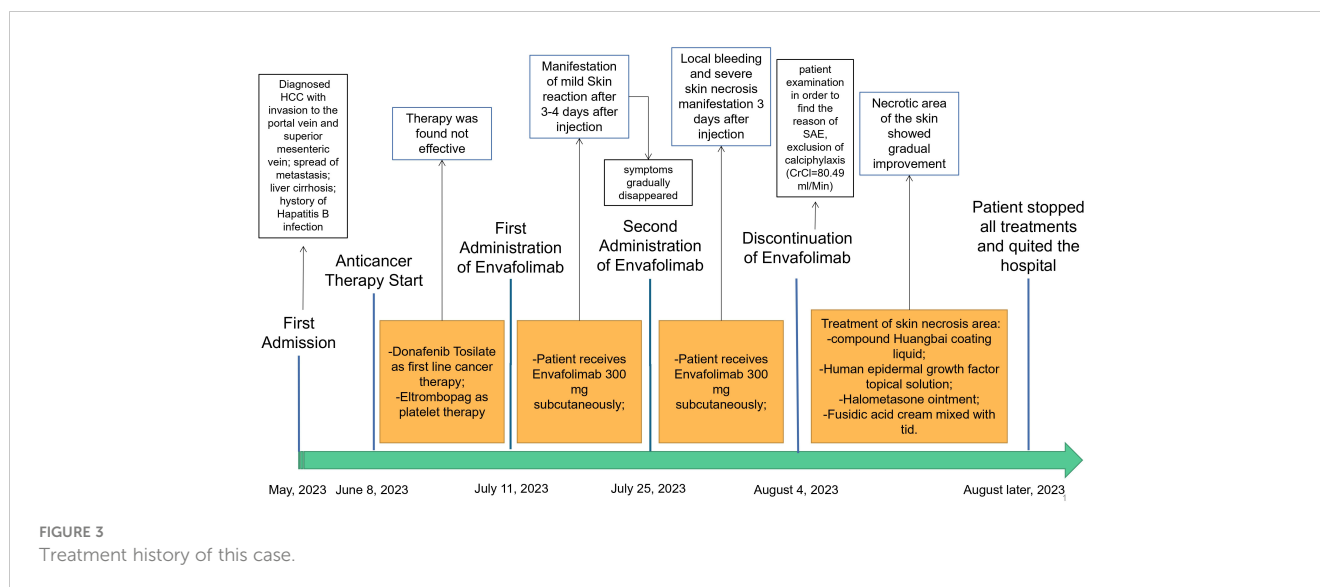 Diagnosed
HCC with
invasion to the
portal vein and
superior
mesenteric
vein; spread of
metastasis;
liver cirrhosis;
hystory of
Hapatitis B
infection
First
Admission
Anticancer
Therapy Start
Therapy was
found not
effective
-Donafenib Tosilate
as first line cancer
therapy;
-Eltrombopag as
platelet therapy
First
Administration
of Envafolimab
Manifestation
of mild Skin
reaction after
3-4 days after
injection
symptoms
gradually
disappeared
-Patient receives
Envafolimab 300
mg
subcutaneously;
Second
Administration
of Envafolimab
Local bleeding
and severe
skin necrosis
manifestation 3
days after
injection
-Patient receives
Envafolimab 300
mg
subcutaneously;
patient
examination
in order to
find the
reason of
SAE,
exclusion of
calciphylaxis
(CrCl=80.49
ml/Min)
Discontinuation
of Envafolimab
Necrotic area
of the skin
showed
gradual
improvement
Treatment of skin necrosis area:
-compound Huangbai coating
liquid;
-Human epidermal growth factor
topical solution;
-Halometasone ointment;
-Fusidic acid cream mixed with
tid.
Patient stopped
all treatments
and quited the
hospital
May, 2023
June 8, 2023
July 11, 2023
July 25, 2023
August 4, 2023
August later, 2023
1
FIGURE 3
Treatment history of this case.